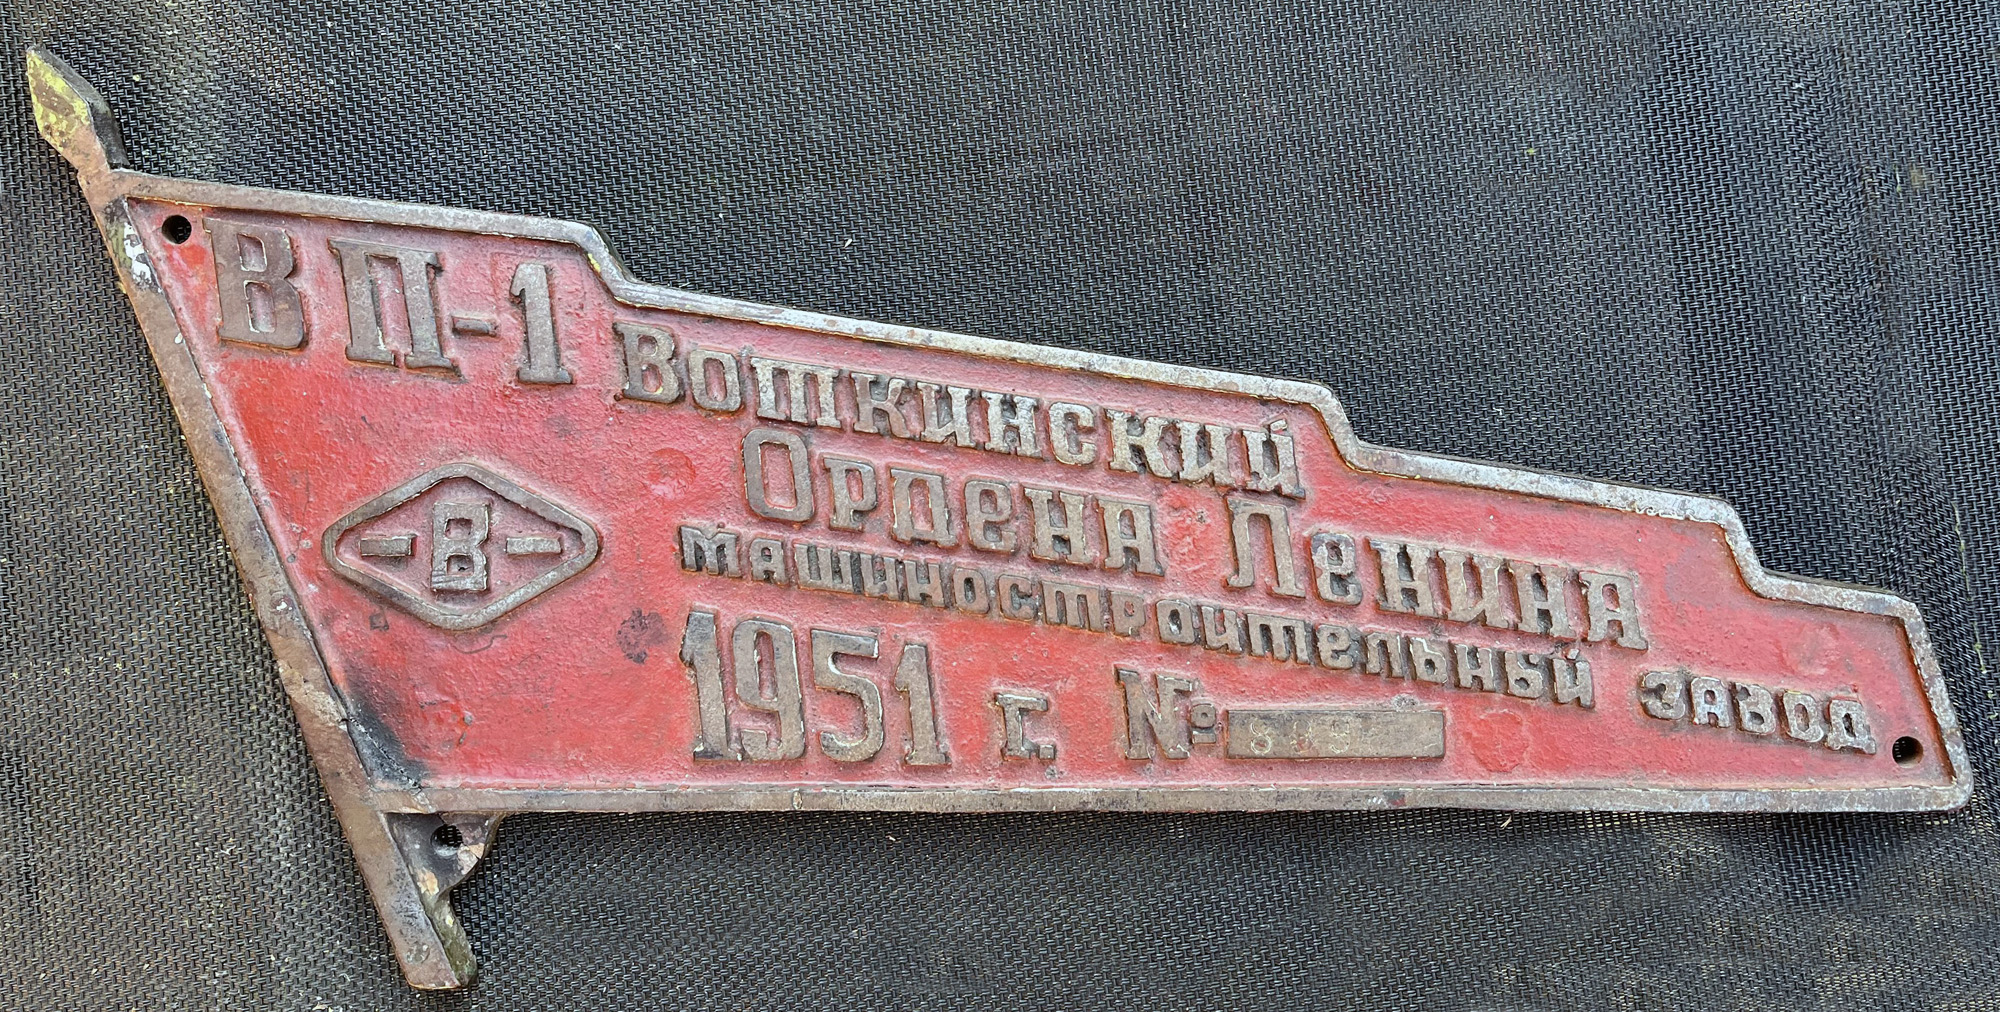 ВП-1
Воткинский
Ордена Ленина
машиностроительный завод
-В-
1951 г. №